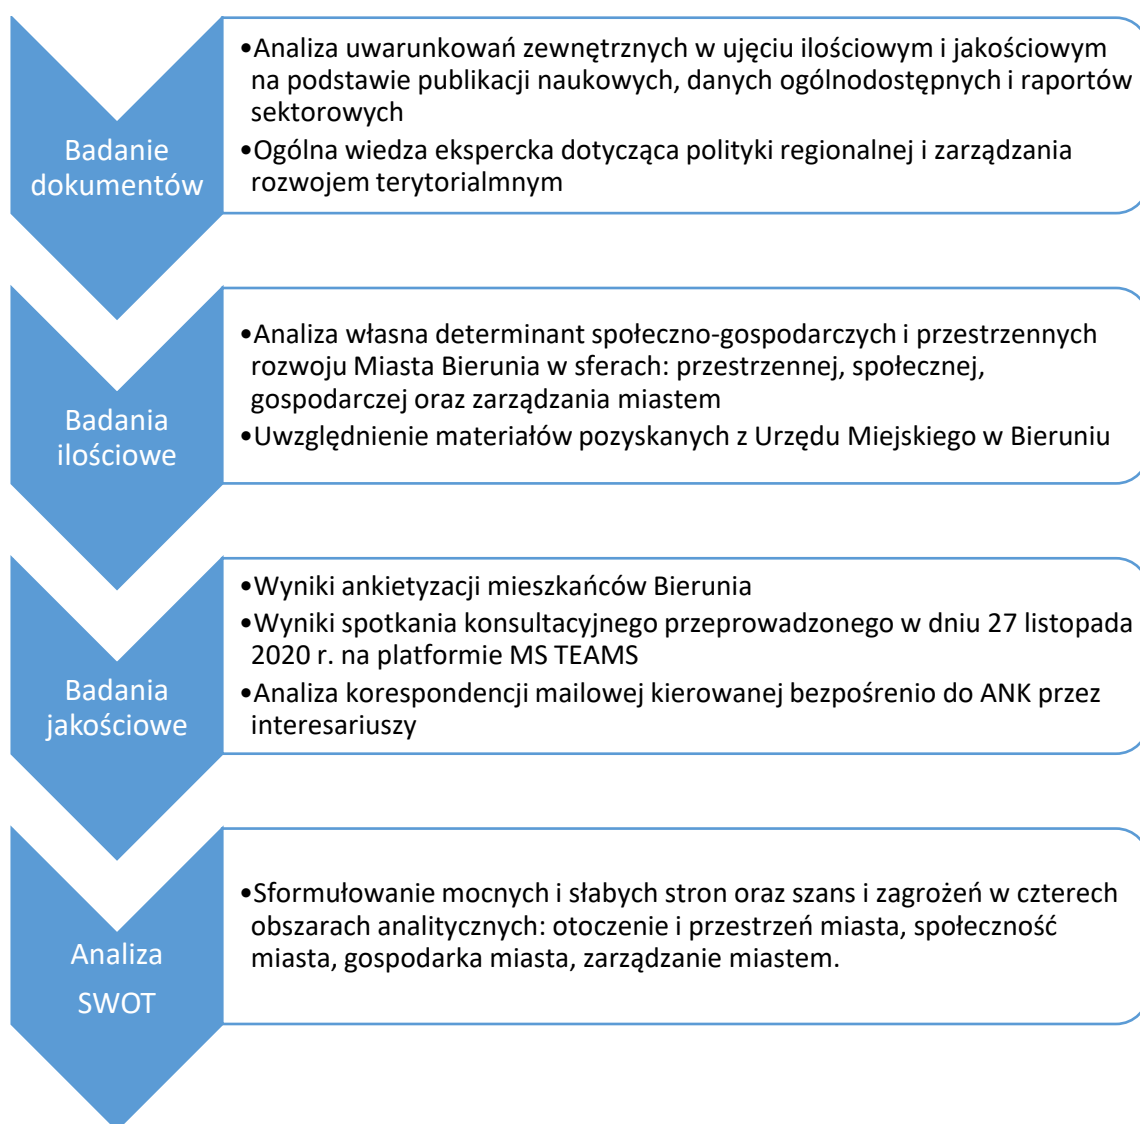 Badanie
dokumentów
•Analiza uwarunkowań zewnętrznych w ujęciu ilościowym i jakościowym
na podstawie publikacji naukowych, danych ogólnodostępnych i raportów
sektorowych
•Ogólna wiedza ekspercka dotycząca polityki regionalnej i zarządzania
rozwojem terytorialmnym
Badania
ilościowe
•Analiza własna determinant społeczno-gospodarczych i przestrzennych
rozwoju Miasta Bierunia w sferach: przestrzennej, społecznej,
gospodarczej oraz zarządzania miastem
•Uwzględnienie materiałów pozyskanych z Urzędu Miejskiego w Bieruniu
Badania
jakościowe
•Wyniki ankietyzacji mieszkańców Bierunia
•Wyniki spotkania konsultacyjnego przeprowadzonego w dniu 27 listopada
2020 r. na platformie MS TEAMS
•Analiza korespondencji mailowej kierowanej bezpośrenio do ANK przez
interesariuszy
Analiza
SWOT
•Sformułowanie mocnych i słabych stron oraz szans i zagrożeń w czterech
obszarach analitycznych: otoczenie i przestrzeń miasta, społeczność
miasta, gospodarka miasta, zarządzanie miastem.